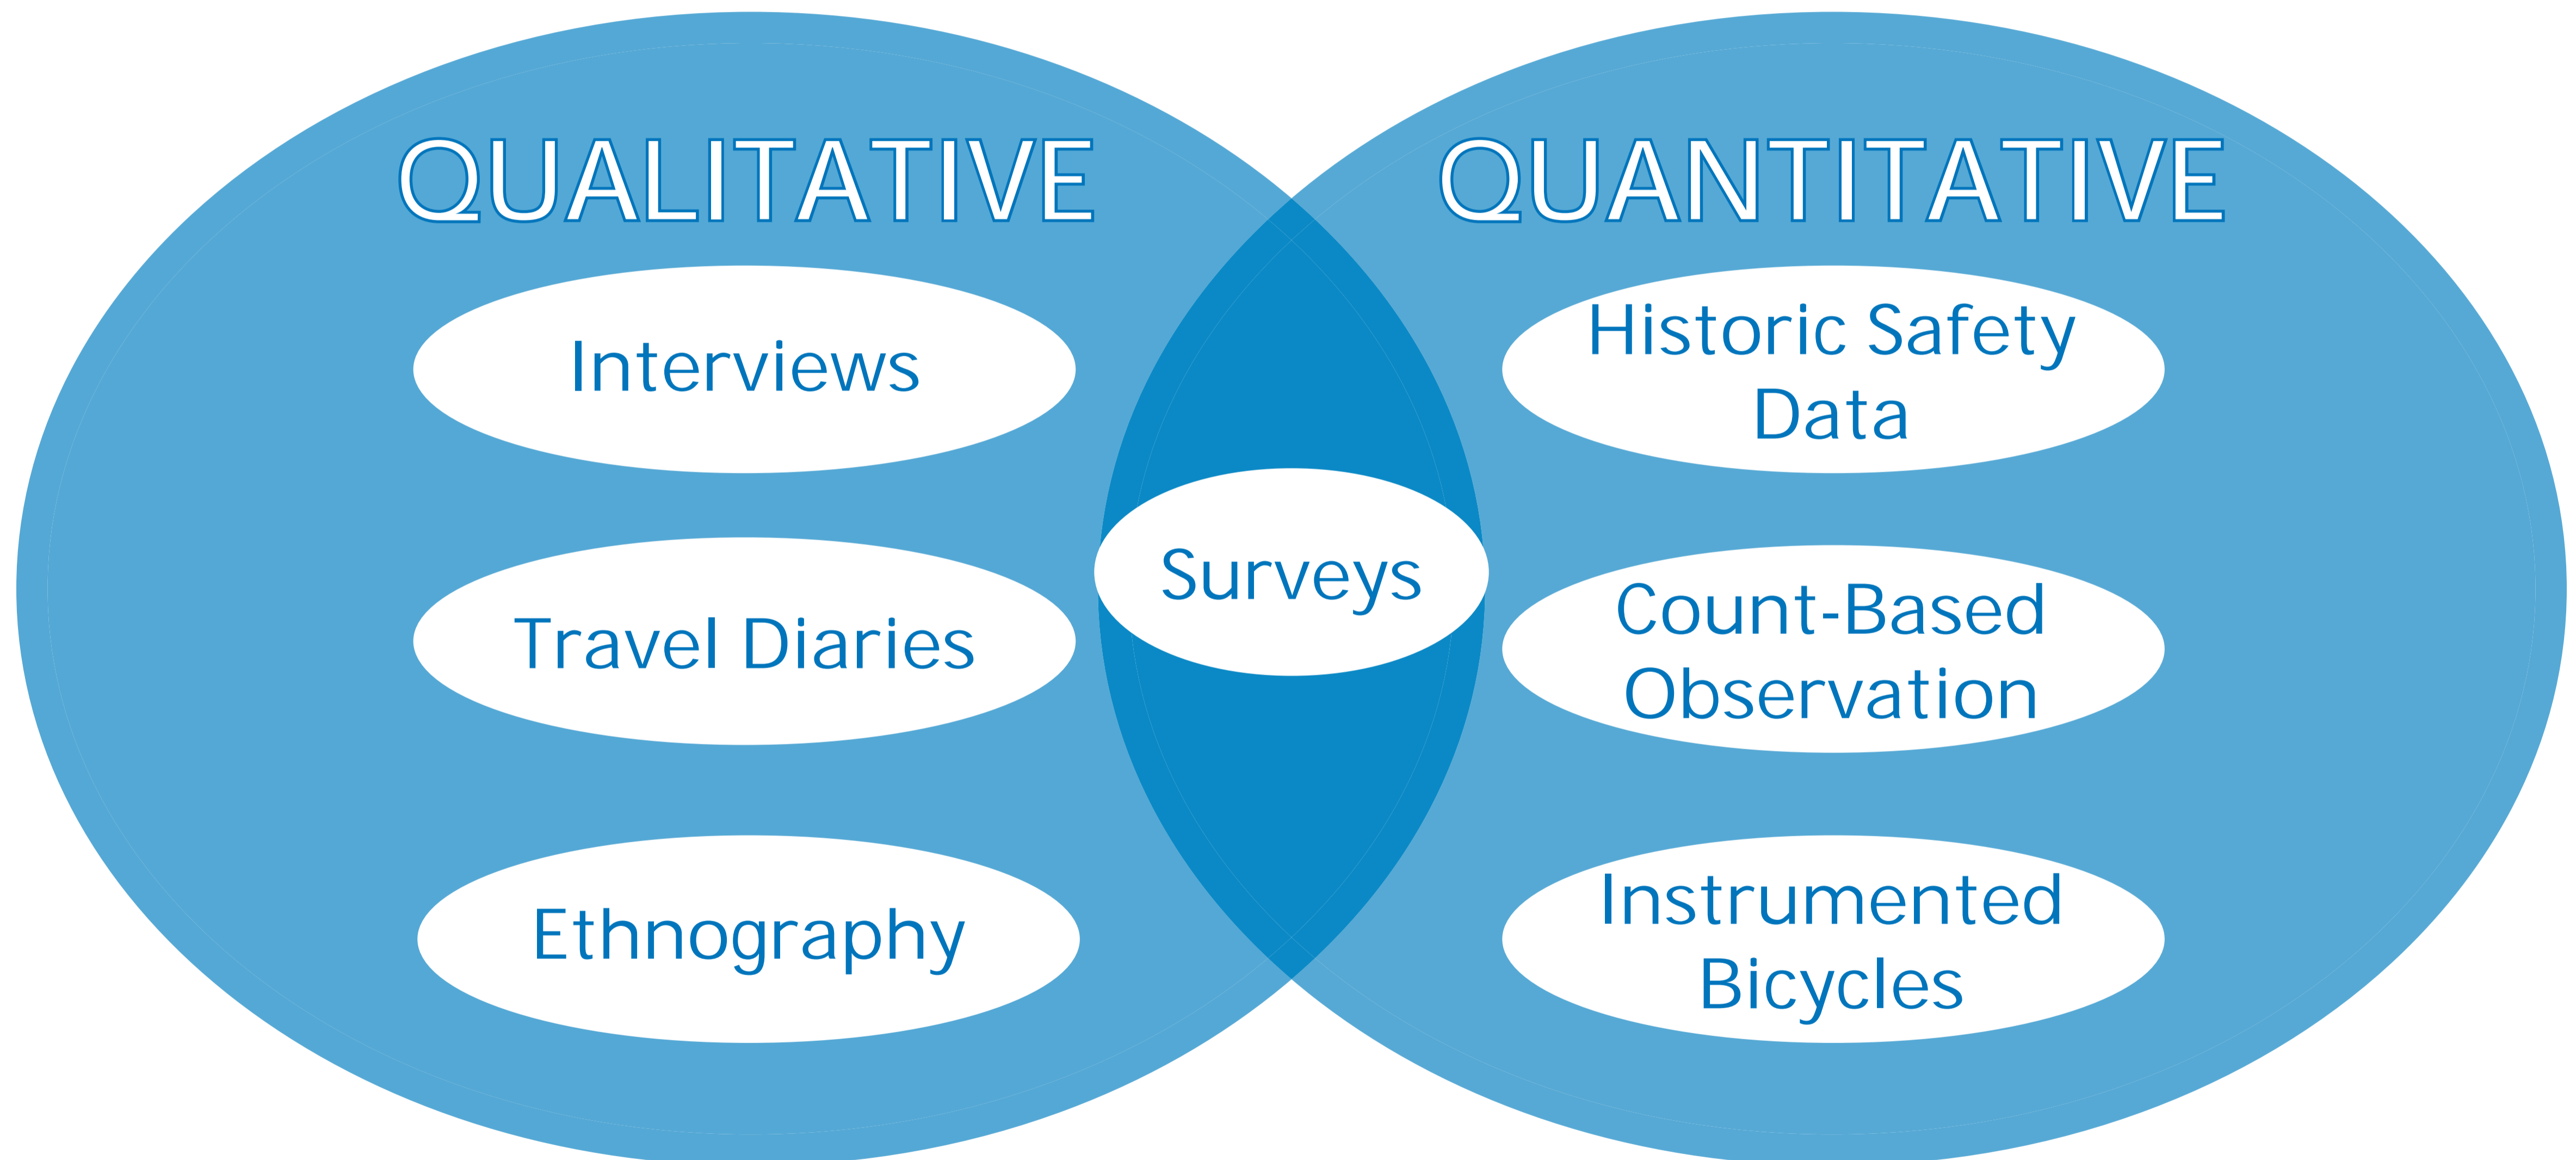 QUALITATIVE
Interviews
Travel Diaries
Ethnography
Surveys
QUANTITATIVE
Historic Safety
Data
Count-Based
Observation
Instrumented
Bicycles